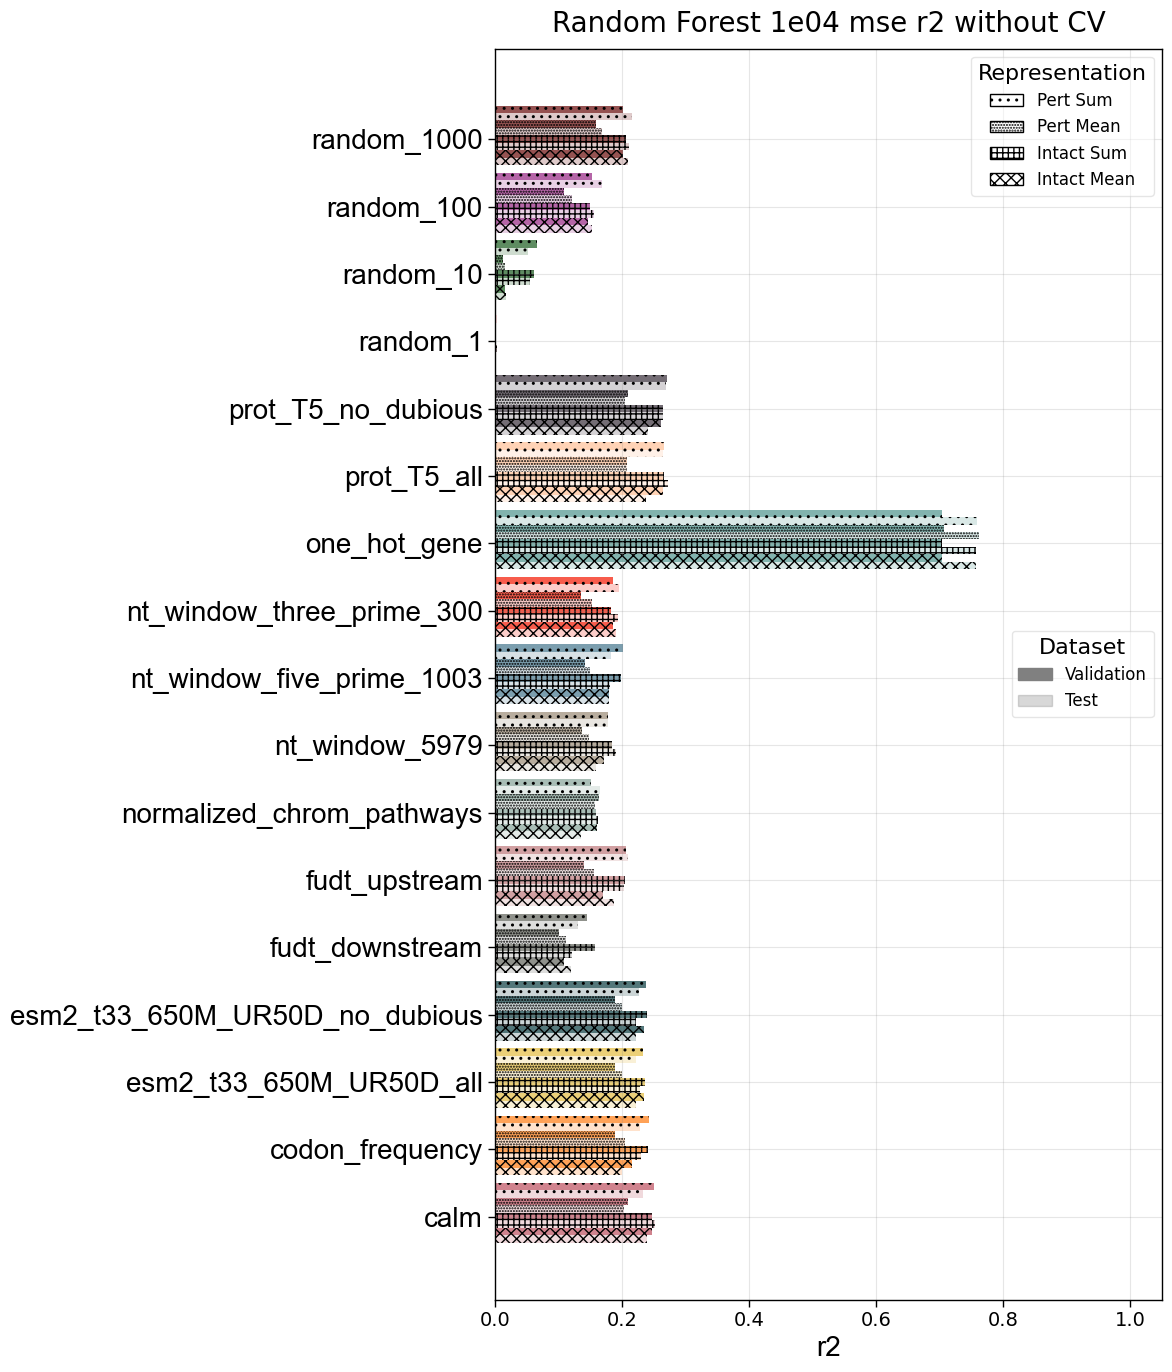 Random Forest 1e04 mse r2 without CV
Representation
Pert Sum
Pert Mean
Intact Sum
Intact Mean
random_1000
random_100
random_10
random_1
prot_T5_no_dubious
prot_T5_all
one_hot_gene
nt_window_three_prime_300
nt_window_five_prime_1003
nt_window_5979
normalized_chrom_pathways
fudt_upstream
fudt_downstream
esm2_t33_650M_UR50D_no_dubious
esm2_t33_650M_UR50D_all
codon_frequency
calm
Dataset
Validation
Test
0.0 0.2 0.4 0.6 0.8 1.0
r2